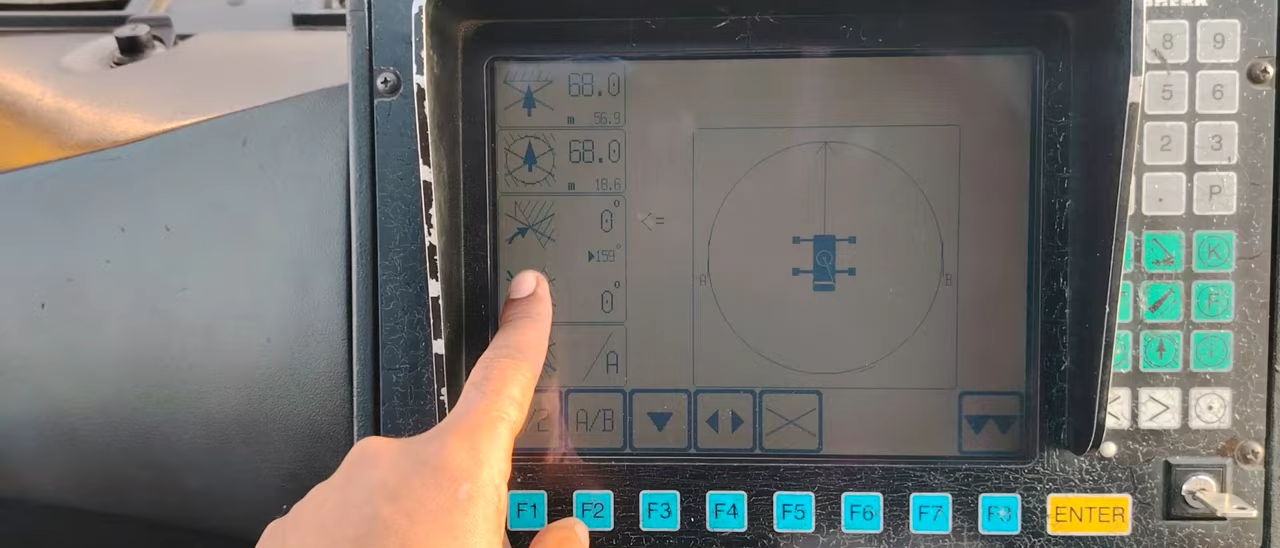 68.0
m 56.9
68.0
m 18.6
0°
<=
▶159°
0°
A
B
/A
/2
A/B
8 9
5 6
2 3
. P
K
F
< >
F1 F2 F3 F4 F5 F6 F7 F8 ENTER